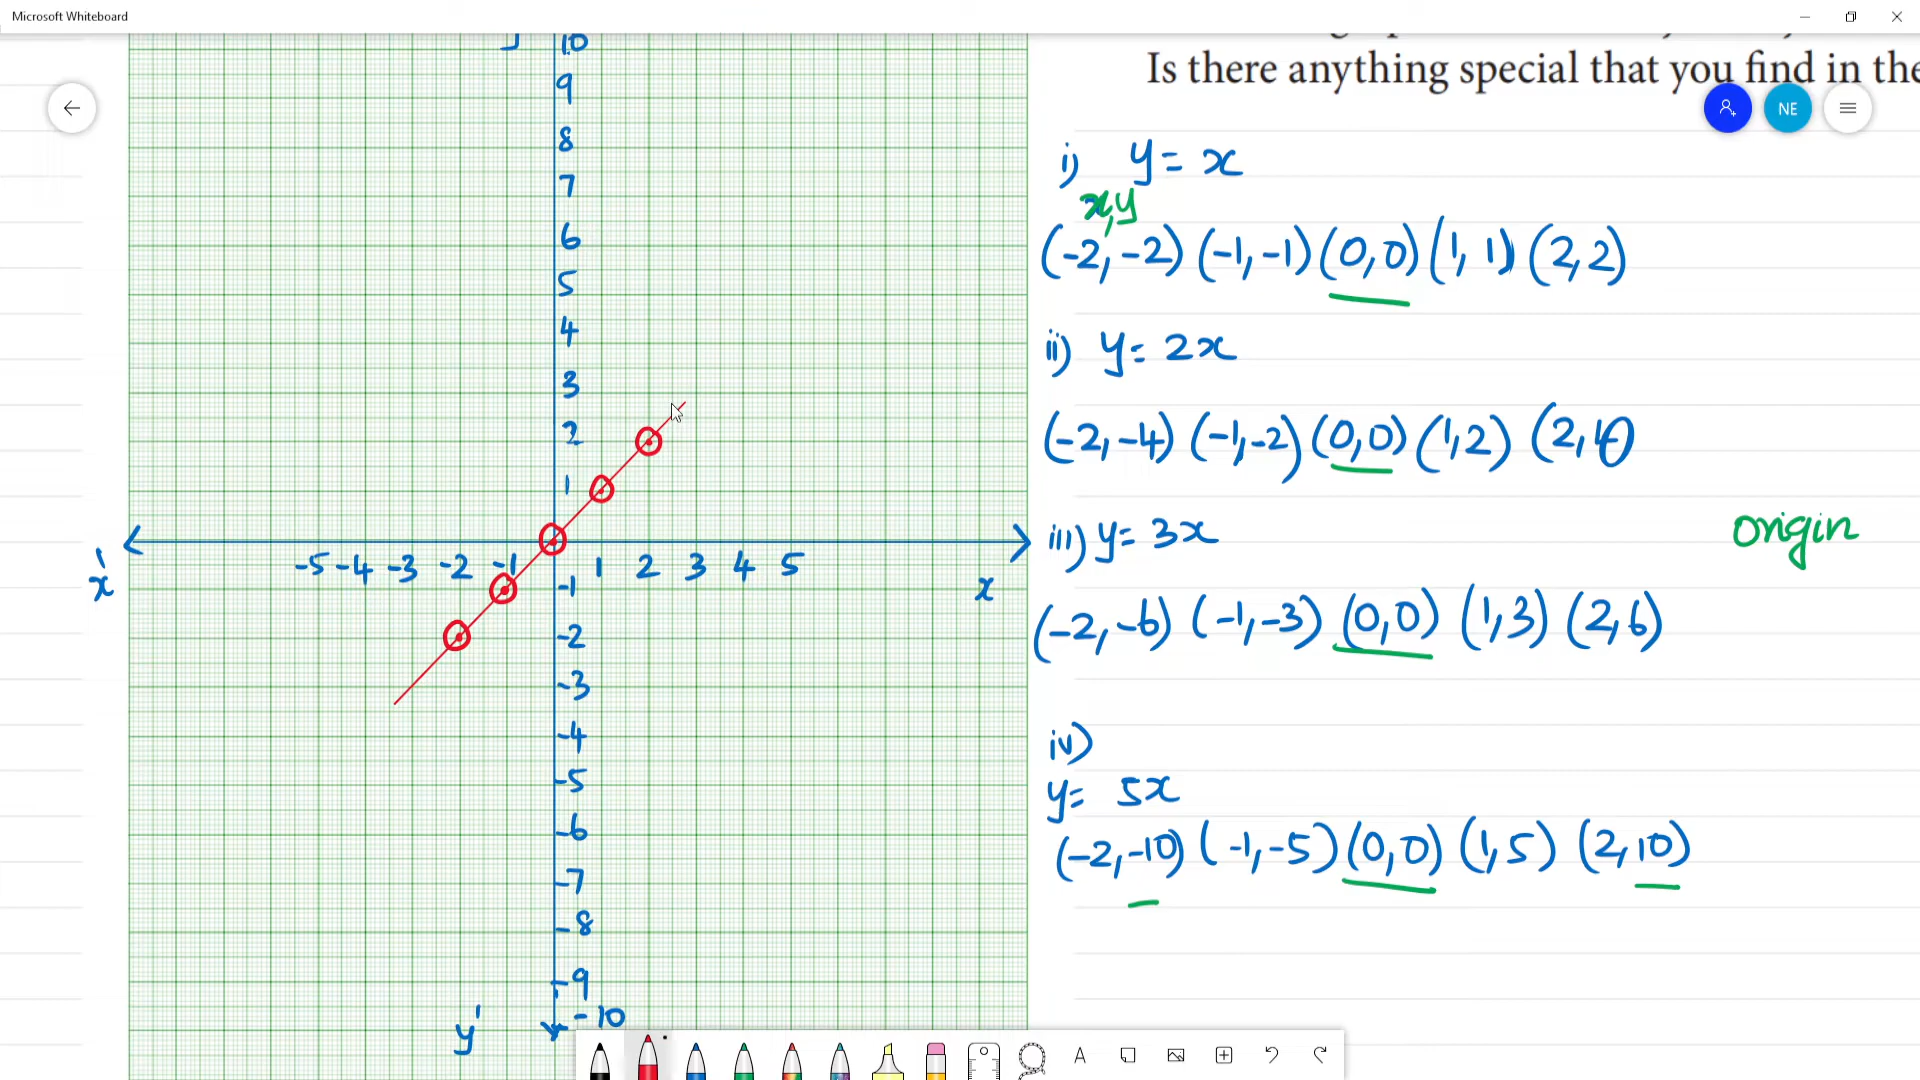 Microsoft Whiteboard
Is there anything special that you find in the
NE
i) y = x
x,y
(-2, -2) (-1, -1) (0, 0) (1, 1) (2, 2)
ii) y = 2x
(-2, -4) (-1, -2) (0, 0) (1, 2) (2, 4)
iii) y = 3x
origin
(-2, -6) (-1, -3) (0, 0) (1, 3) (2, 6)
iv)
y = 5x
(-2, -10) (-1, -5) (0, 0) (1, 5) (2, 10)
10
9
8
7
6
5
4
3
2
1
-5 -4 -3 -2 -1 1 2 3 4 5
x' x
-1
-2
-3
-4
-5
-6
-7
-8
-9
-10
y'
A